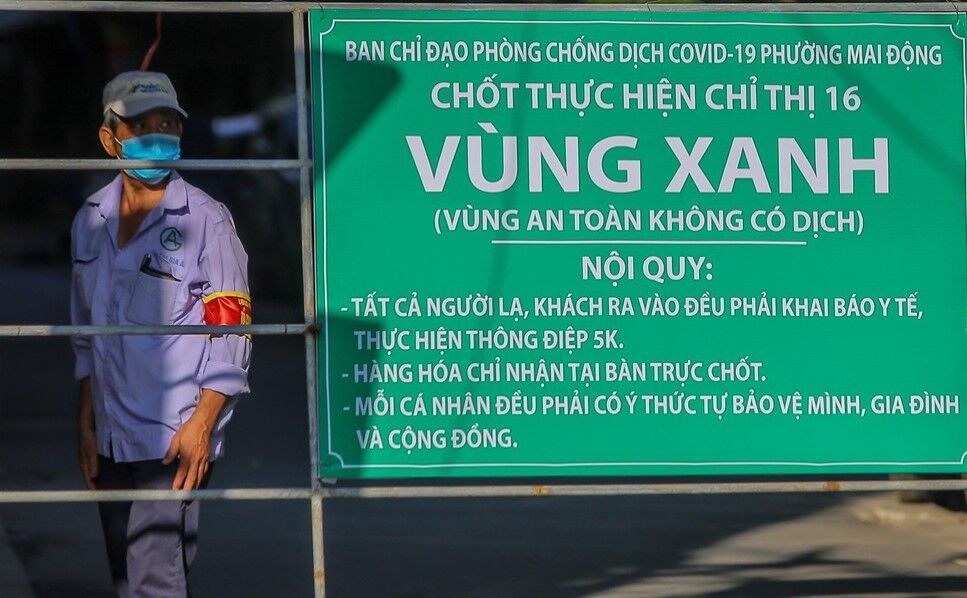 BAN CHỈ ĐẠO PHÒNG CHỐNG DỊCH COVID-19 PHƯỜNG MAI ĐỘNG
CHỐT THỰC HIỆN CHỈ THỊ 16
VÙNG XANH
(VÙNG AN TOÀN KHÔNG CÓ DỊCH)
NỘI QUY:
- TẤT CẢ NGƯỜI LẠ, KHÁCH RA VÀO ĐỀU PHẢI KHAI BÁO Y TẾ,
THỰC HIỆN THÔNG ĐIỆP 5K.
- HÀNG HÓA CHỈ NHẬN TẠI BÀN TRỰC CHỐT.
- MỖI CÁ NHÂN ĐỀU PHẢI CÓ Ý THỨC TỰ BẢO VỆ MÌNH, GIA ĐÌNH
VÀ CỘNG ĐỒNG.